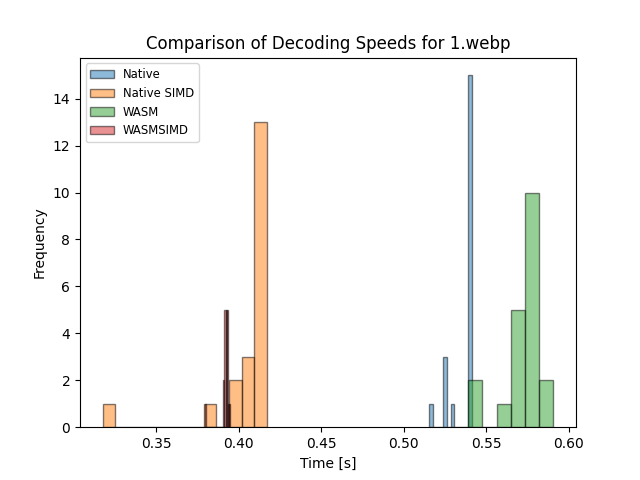 Comparison of Decoding Speeds for 1.webp
Native
Native SIMD
WASM
WASMSIMD
14
12
10
8
6
4
2
0
Frequency
0.35 0.40 0.45 0.50 0.55 0.60
Time [s]